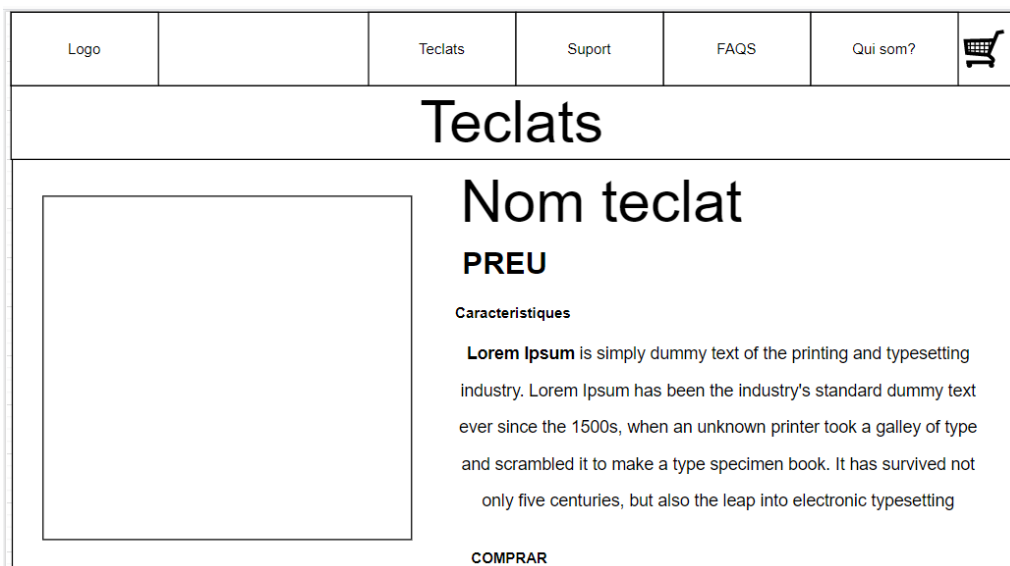 Logo
Teclats
Suport
FAQS
Qui som?
Teclats
Nom teclat
PREU
Caracteristiques
Lorem Ipsum is simply dummy text of the printing and typesetting
industry. Lorem Ipsum has been the industry's standard dummy text
ever since the 1500s, when an unknown printer took a galley of type
and scrambled it to make a type specimen book. It has survived not
only five centuries, but also the leap into electronic typesetting
COMPRAR